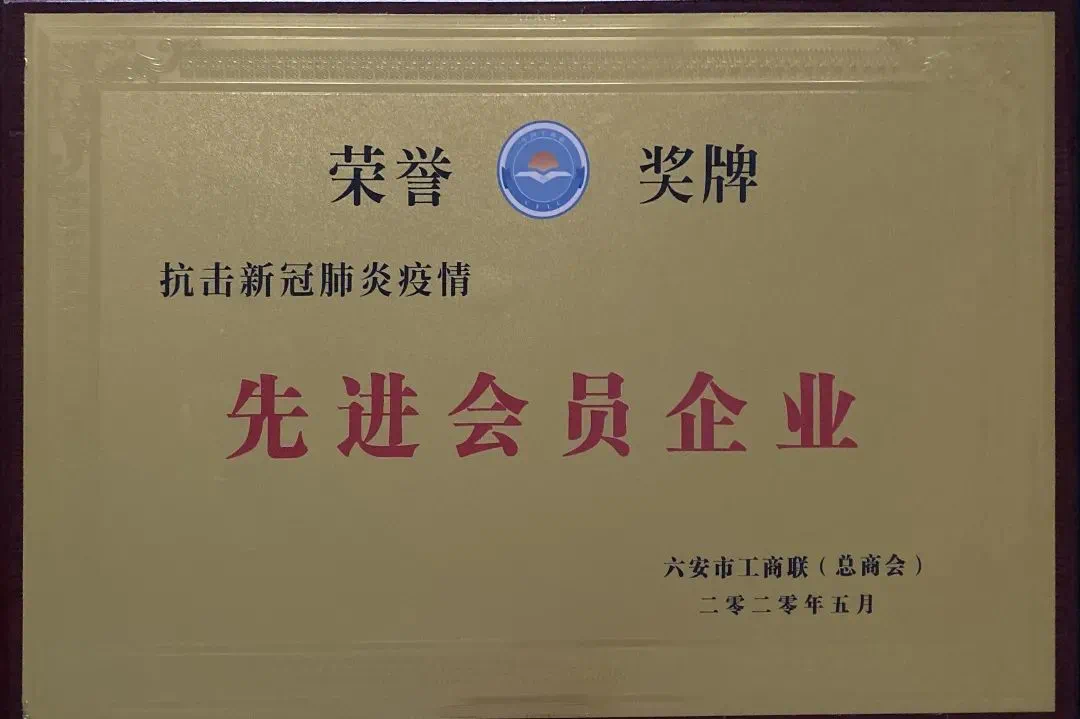 荣誉 奖牌
抗击新冠肺炎疫情
先进会员企业
六安市工商联（总商会）
二零二零年五月